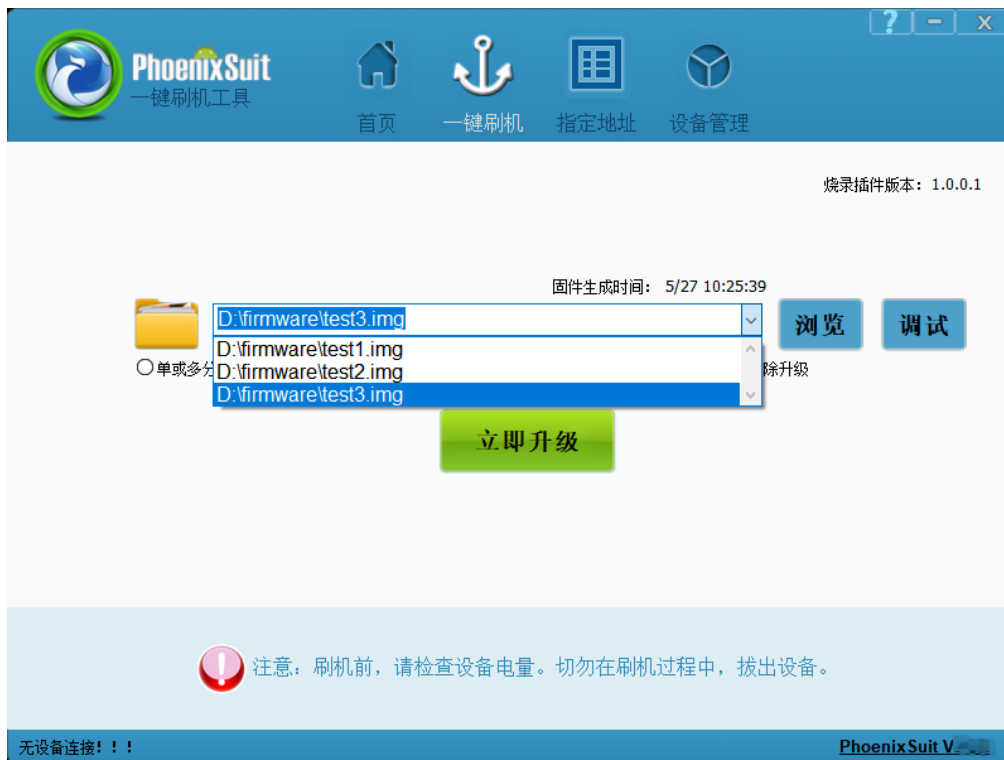 ? - X
PhoenixSuit
一键刷机工具
首页
一键刷机
指定地址
设备管理
烧录插件版本：1.0.0.1
固件生成时间： 5/27 10:25:39
D:\firmware\test3.img
浏览
调试
D:\firmware\test1.img
D:\firmware\test2.img
D:\firmware\test3.img
单或多分
除升级
立即升级
注意：刷机前，请检查设备电量。切勿在刷机过程中，拔出设备。
无设备连接！！！
PhoenixSuit V